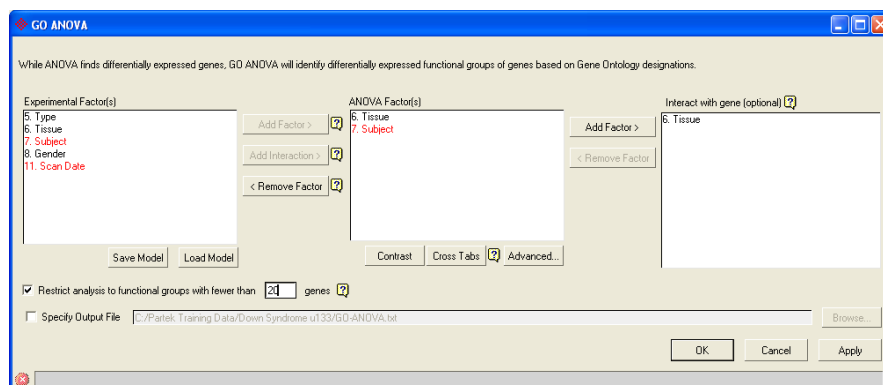 GO ANOVA
While ANOVA finds differentially expressed genes, GO ANOVA will identify differentially expressed functional groups of genes based on Gene Ontology designations.
Experimental Factor(s)
5. Type
6. Tissue
7. Subject
8. Gender
11. Scan Date
Add Factor >
Add Interaction >
< Remove Factor
Save Model
Load Model
ANOVA Factor(s)
6. Tissue
7. Subject
Contrast
Cross Tabs
Advanced...
Add Factor >
< Remove Factor
Interact with gene (optional)
6. Tissue
Restrict analysis to functional groups with fewer than 20 genes
Specify Output File C:/Partek Training Data/Down Syndrome u133/GO-ANOVA.txt Browse...
OK Cancel Apply